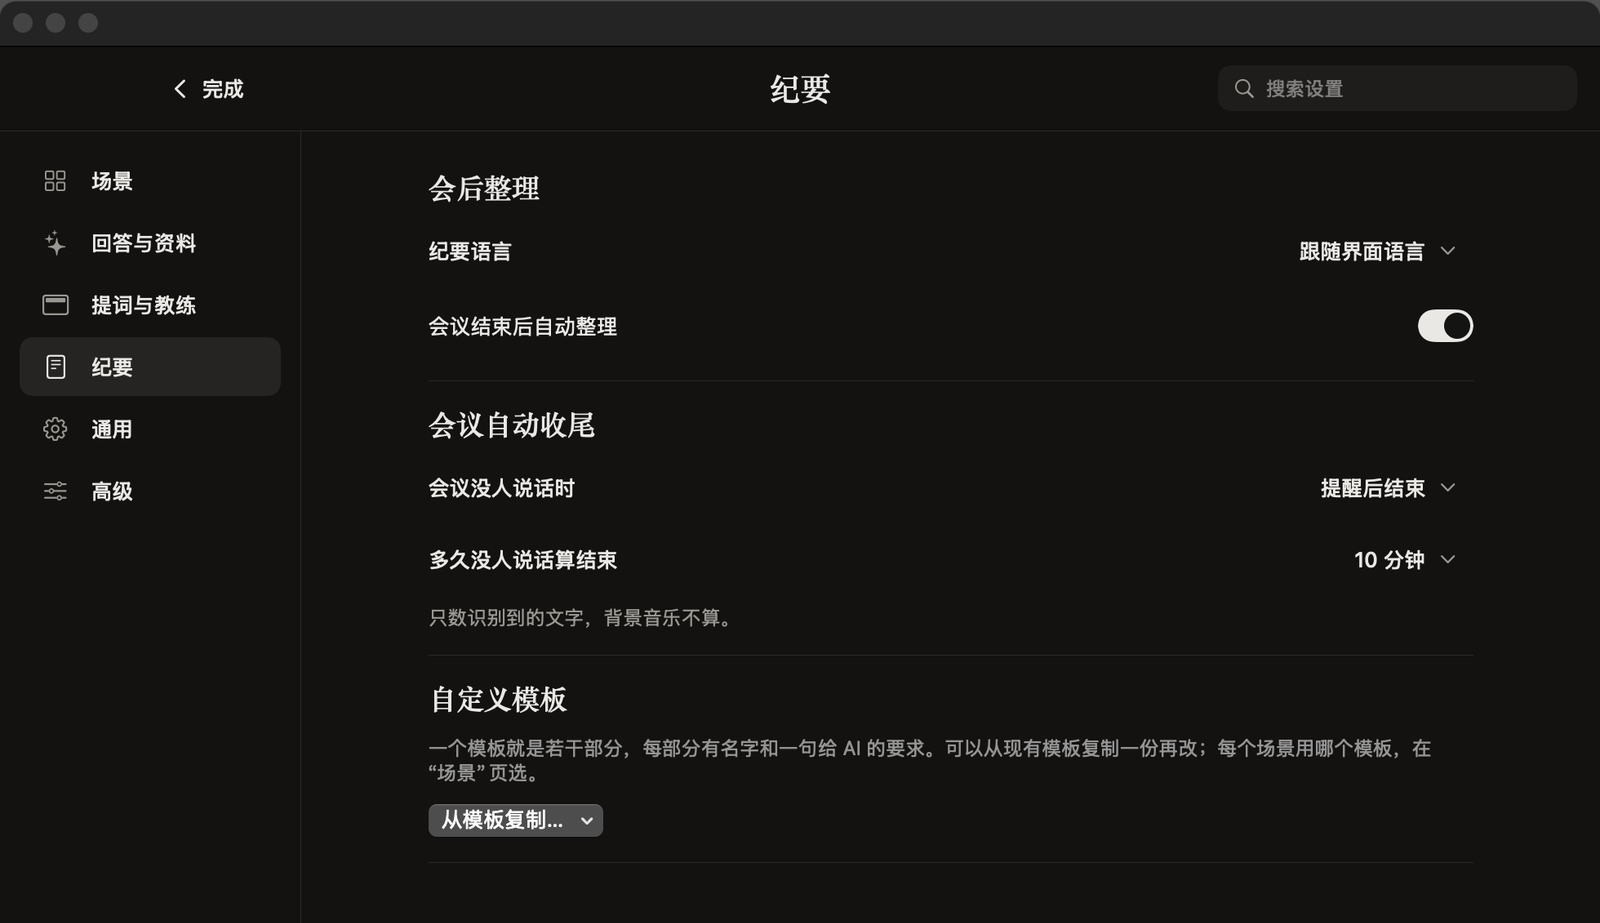 完成
纪要
搜索设置
场景
回答与资料
提词与教练
纪要
通用
高级
会后整理
纪要语言
跟随界面语言
会议结束后自动整理
会议自动收尾
会议没人说话时
提醒后结束
多久没人说话算结束
10 分钟
只数识别到的文字，背景音乐不算。
自定义模板
一个模板就是若干部分，每部分有名字和一句给 AI 的要求。可以从现有模板复制一份再改；每个场景用哪个模板，在
“场景” 页选。
从模板复制...